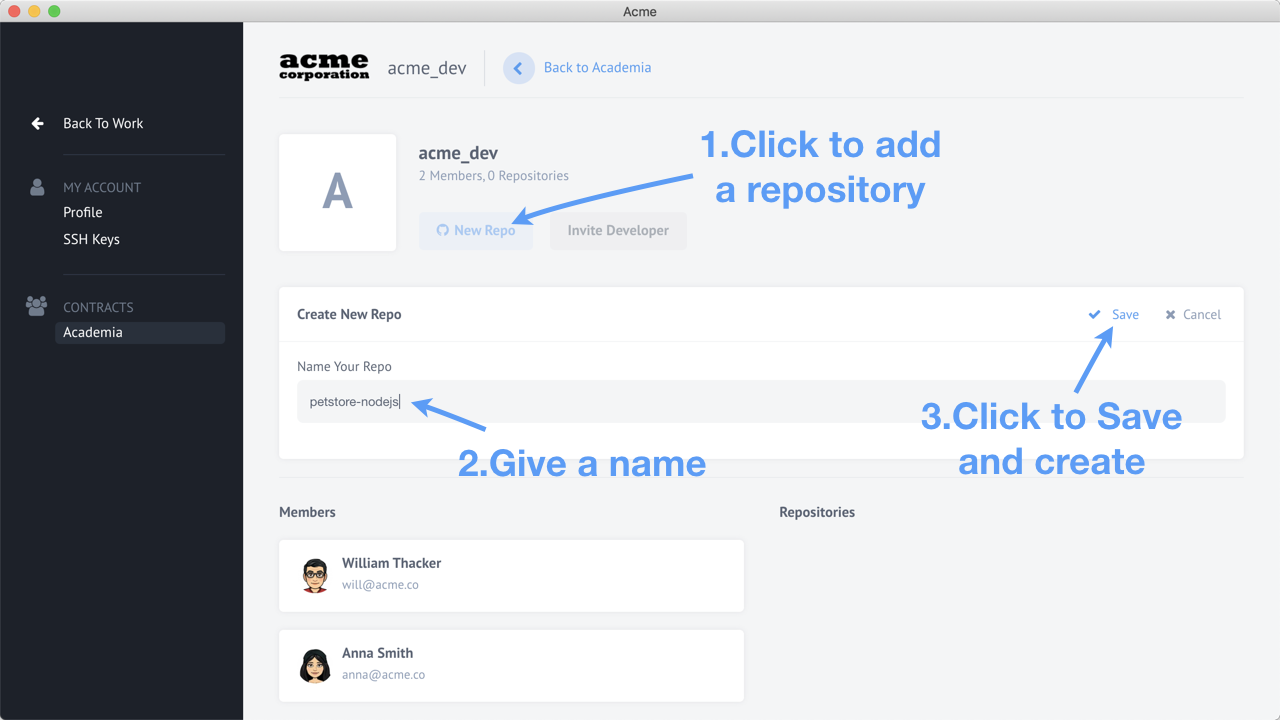 Acme
acme
corporation
acme_dev
Back to Academia
Back To Work
MY ACCOUNT
Profile
SSH Keys
CONTRACTS
Academia
A
acme_dev
2 Members, 0 Repositories
New Repo
Invite Developer
1.Click to add
a repository
Create New Repo
Save
Cancel
Name Your Repo
petstore-nodejs
2.Give a name
3.Click to Save
and create
Members
William Thacker
will@acme.co
Anna Smith
anna@acme.co
Repositories